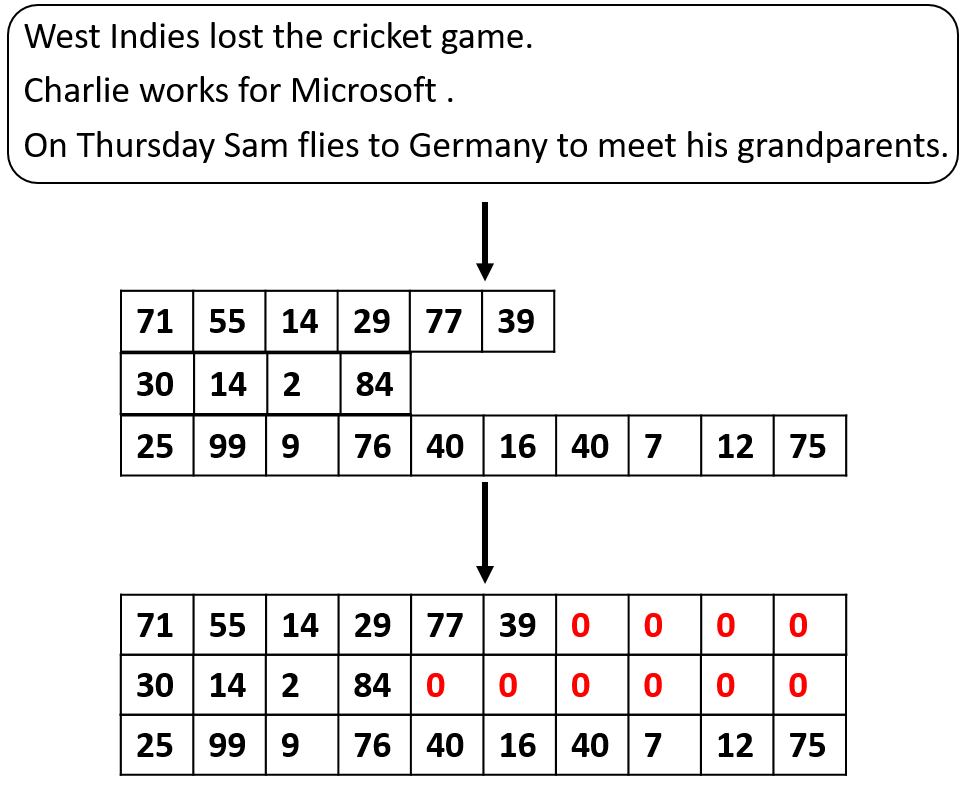 West Indies lost the cricket game.
Charlie works for Microsoft .
On Thursday Sam flies to Germany to meet his grandparents.
71 55 14 29 77 39
30 14 2 84
25 99 9 76 40 16 40 7 12 75
71 55 14 29 77 39 0 0 0 0
30 14 2 84 0 0 0 0 0 0
25 99 9 76 40 16 40 7 12 75